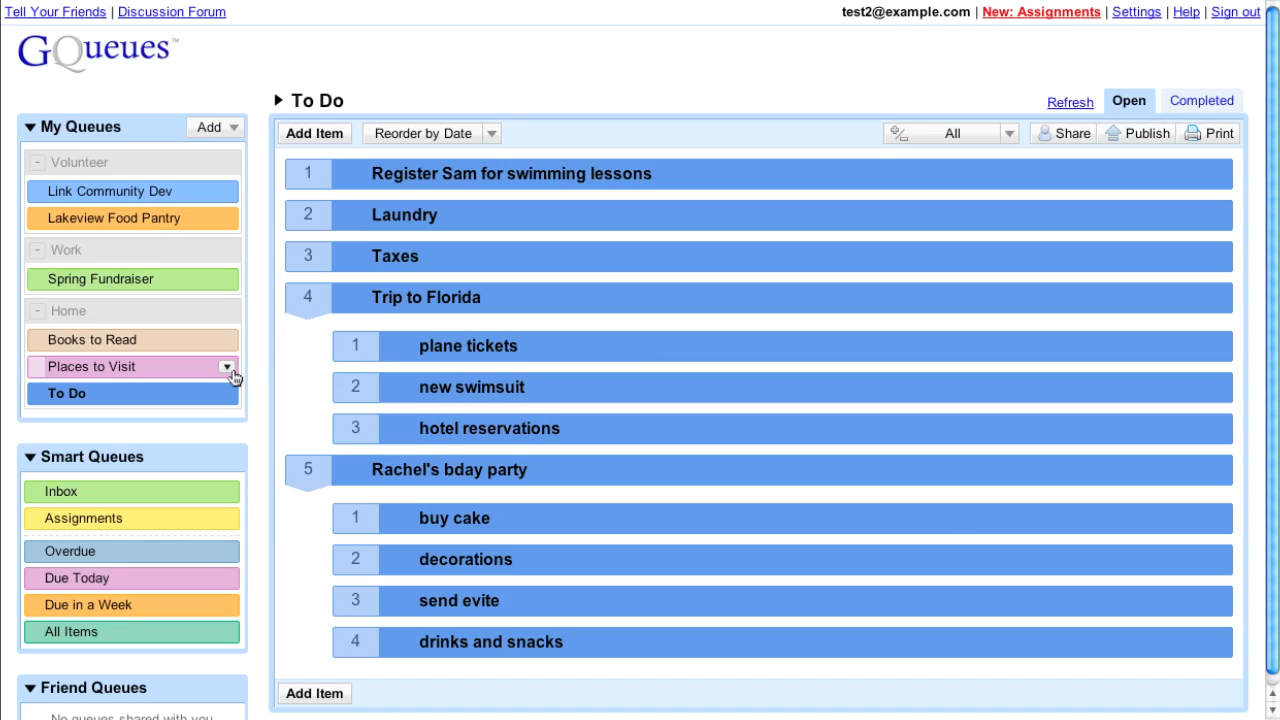 Tell Your Friends | Discussion Forum
test2@example.com | New: Assignments | Settings | Help | Sign out
GQueues™
To Do
Refresh
Open
Completed
My Queues
Add
Volunteer
Link Community Dev
Lakeview Food Pantry
- Work
Spring Fundraiser
- Home
Books to Read
Places to Visit
To Do
Smart Queues
Inbox
Assignments
Overdue
Due Today
Due in a Week
All Items
Friend Queues
No queues shared with you
Add Item
Reorder by Date
All
Share
Publish
Print
1 Register Sam for swimming lessons
2 Laundry
3 Taxes
4 Trip to Florida
1 plane tickets
2 new swimsuit
3 hotel reservations
5 Rachel's bday party
1 buy cake
2 decorations
3 send evite
4 drinks and snacks
Add Item